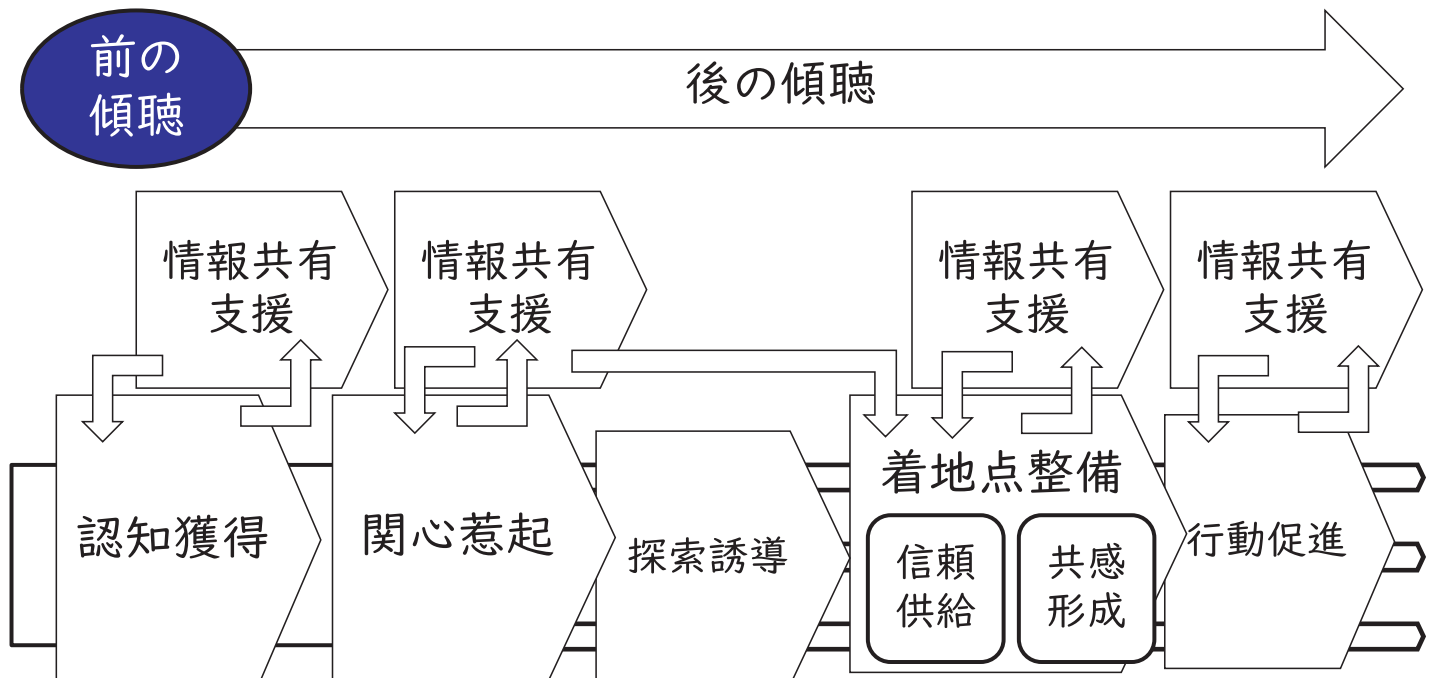 前の
傾聴
後の傾聴
情報共有
支援
情報共有
支援
情報共有
支援
情報共有
支援
認知獲得
関心惹起
探索誘導
着地点整備
信頼
供給
共感
形成
行動促進